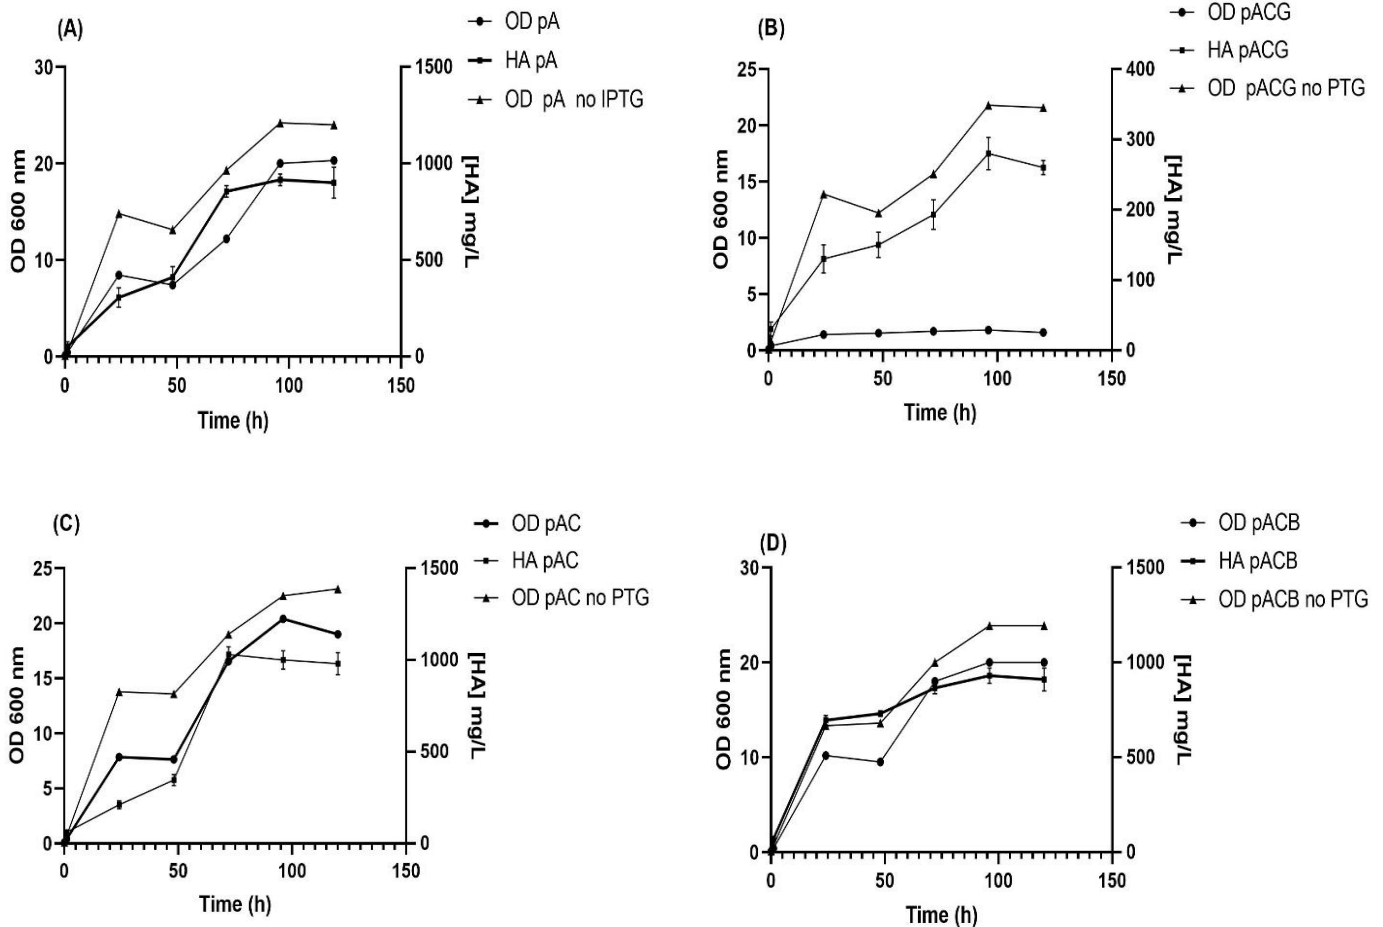 (A)
OD pA
HA pA
OD pA no IPTG
30
20
10
0
1500
1000
500
0
0 50 100 150
OD 600 nm
[HA] mg/L
Time (h)
(B)
OD pACG
HA pACG
OD pACG no PTG
25
20
15
10
5
0
400
300
200
100
0
0 50 100 150
OD 600 nm
[HA] mg/L
Time (h)
(C)
OD pAC
HA pAC
OD pAC no PTG
25
20
15
10
5
0
1500
1000
500
0
0 50 100 150
OD 600 nm
[HA] mg/L
Time (h)
(D)
OD pACB
HA pACB
OD pACB no PTG
30
20
10
0
1500
1000
500
0
0 50 100 150
OD 600 nm
[HA] mg/L
Time (h)